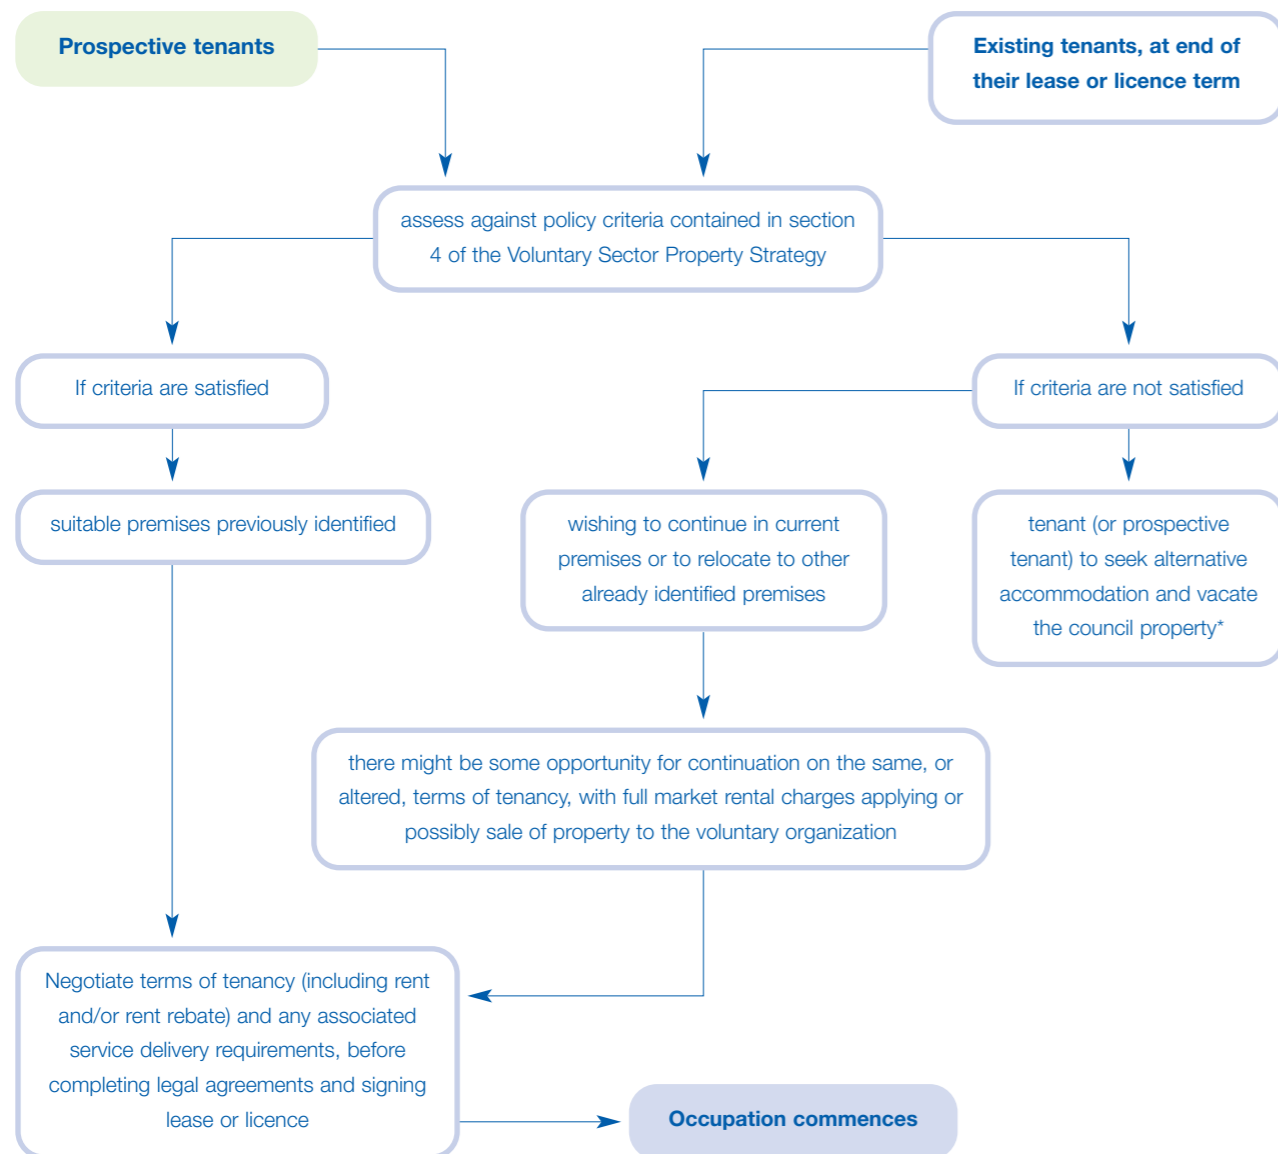 Prospective tenants
Existing tenants, at end of
their lease or licence term
assess against policy criteria contained in section
4 of the Voluntary Sector Property Strategy
If criteria are satisfied
If criteria are not satisfied
suitable premises previously identified
wishing to continue in current
premises or to relocate to other
already identified premises
tenant (or prospective
tenant) to seek alternative
accommodation and vacate
the council property*
there might be some opportunity for continuation on the same, or
altered, terms of tenancy, with full market rental charges applying or
possibly sale of property to the voluntary organization
Negotiate terms of tenancy (including rent
and/or rent rebate) and any associated
service delivery requirements, before
completing legal agreements and signing
lease or licence
Occupation commences